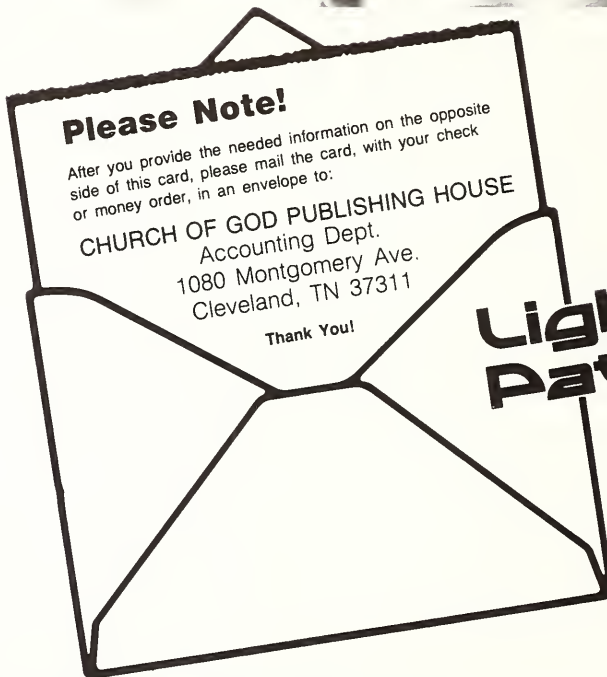 Please Note!
After you provide the needed information on the opposite
side of this card, please mail the card, with your check
or money order, in an envelope to:
CHURCH OF GOD PUBLISHING HOUSE
Accounting Dept.
1080 Montgomery Ave.
Cleveland, TN 37311
Thank You!